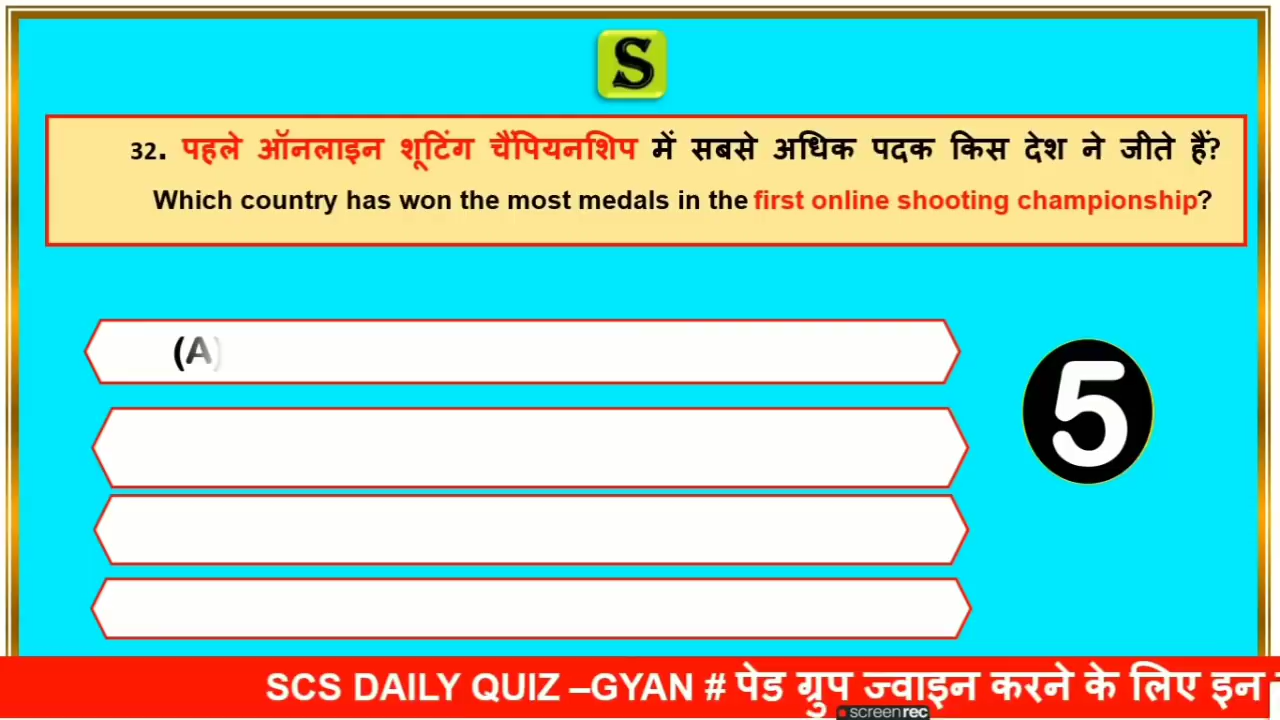 S
32. पहले ऑनलाइन शूटिंग चैंपियनशिप में सबसे अधिक पदक किस देश ने जीते हैं?
Which country has won the most medals in the first online shooting championship?
(A)
5
SCS DAILY QUIZ –GYAN # पेड ग्रुप ज्वाइन करने के लिए इन
screenrec